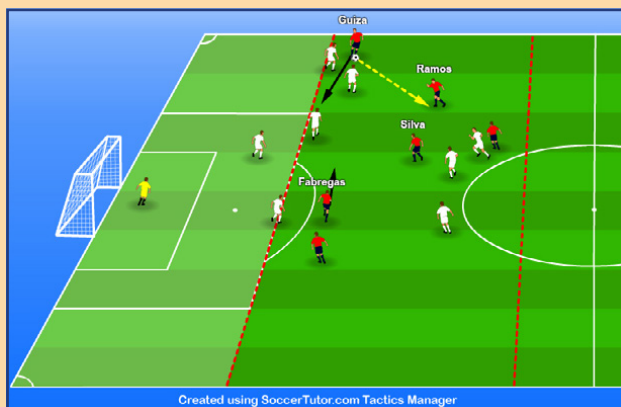 Guiza
Ramos
Silva
Fabregas
Created using SoccerTutor.com Tactics Manager